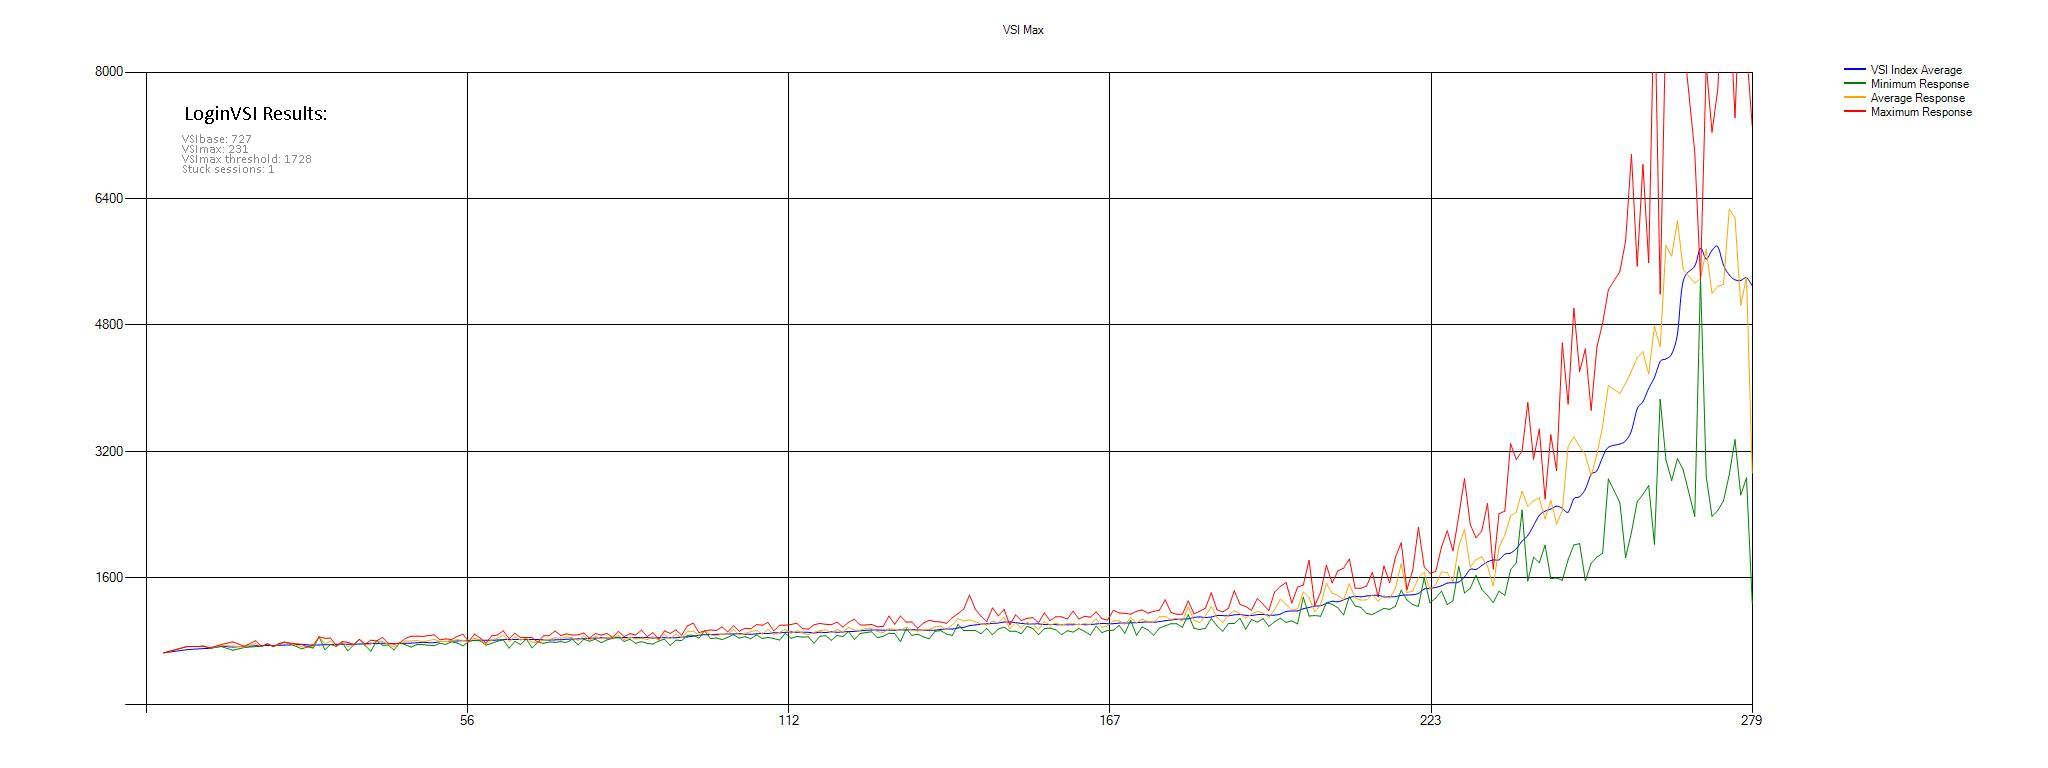 VSI Max
8000
6400
4800
3200
1600
LoginVSI Results:
VSIbase: 727
VSImax: 231
VSImax threshold: 1728
Stuck sessions: 1
VSI Index Average
Minimum Response
Average Response
Maximum Response
56
112
167
223
279